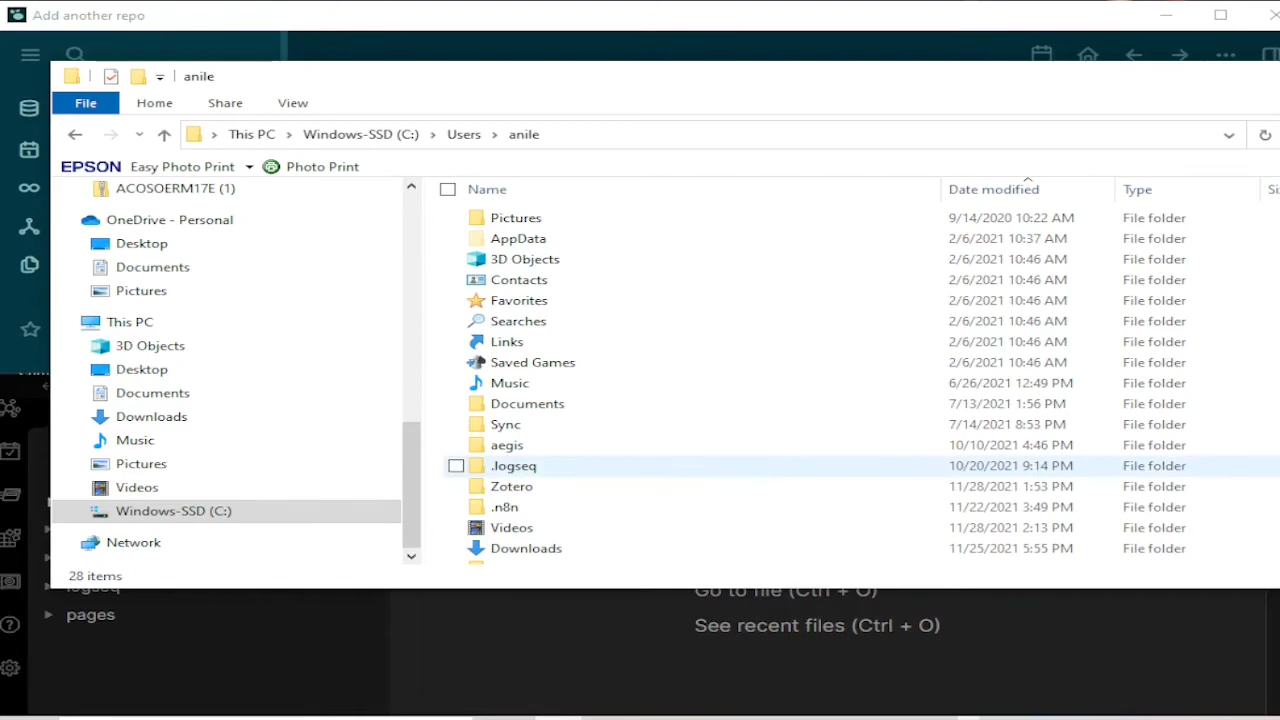 Add another repo
anile
File Home Share View
This PC Windows-SSD (C:) Users anile
EPSON Easy Photo Print Photo Print
ACOSOERM17E (1)
OneDrive - Personal
Desktop
Documents
Pictures
This PC
3D Objects
Desktop
Documents
Downloads
Music
Pictures
Videos
Windows-SSD (C:)
Network
Name Date modified Type
Pictures 9/14/2020 10:22 AM File folder
AppData 2/6/2021 10:37 AM File folder
3D Objects 2/6/2021 10:46 AM File folder
Contacts 2/6/2021 10:46 AM File folder
Favorites 2/6/2021 10:46 AM File folder
Searches 2/6/2021 10:46 AM File folder
Links 2/6/2021 10:46 AM File folder
Saved Games 2/6/2021 10:46 AM File folder
Music 6/26/2021 12:49 PM File folder
Documents 7/13/2021 1:56 PM File folder
Sync 7/14/2021 8:53 PM File folder
aegis 10/10/2021 4:46 PM File folder
.logseq 10/20/2021 9:14 PM File folder
Zotero 11/28/2021 1:53 PM File folder
.n8n 11/22/2021 3:49 PM File folder
Videos 11/28/2021 2:13 PM File folder
Downloads 11/25/2021 5:55 PM File folder
28 items
logseq
pages
Go to file (Ctrl + O)
See recent files (Ctrl + O)